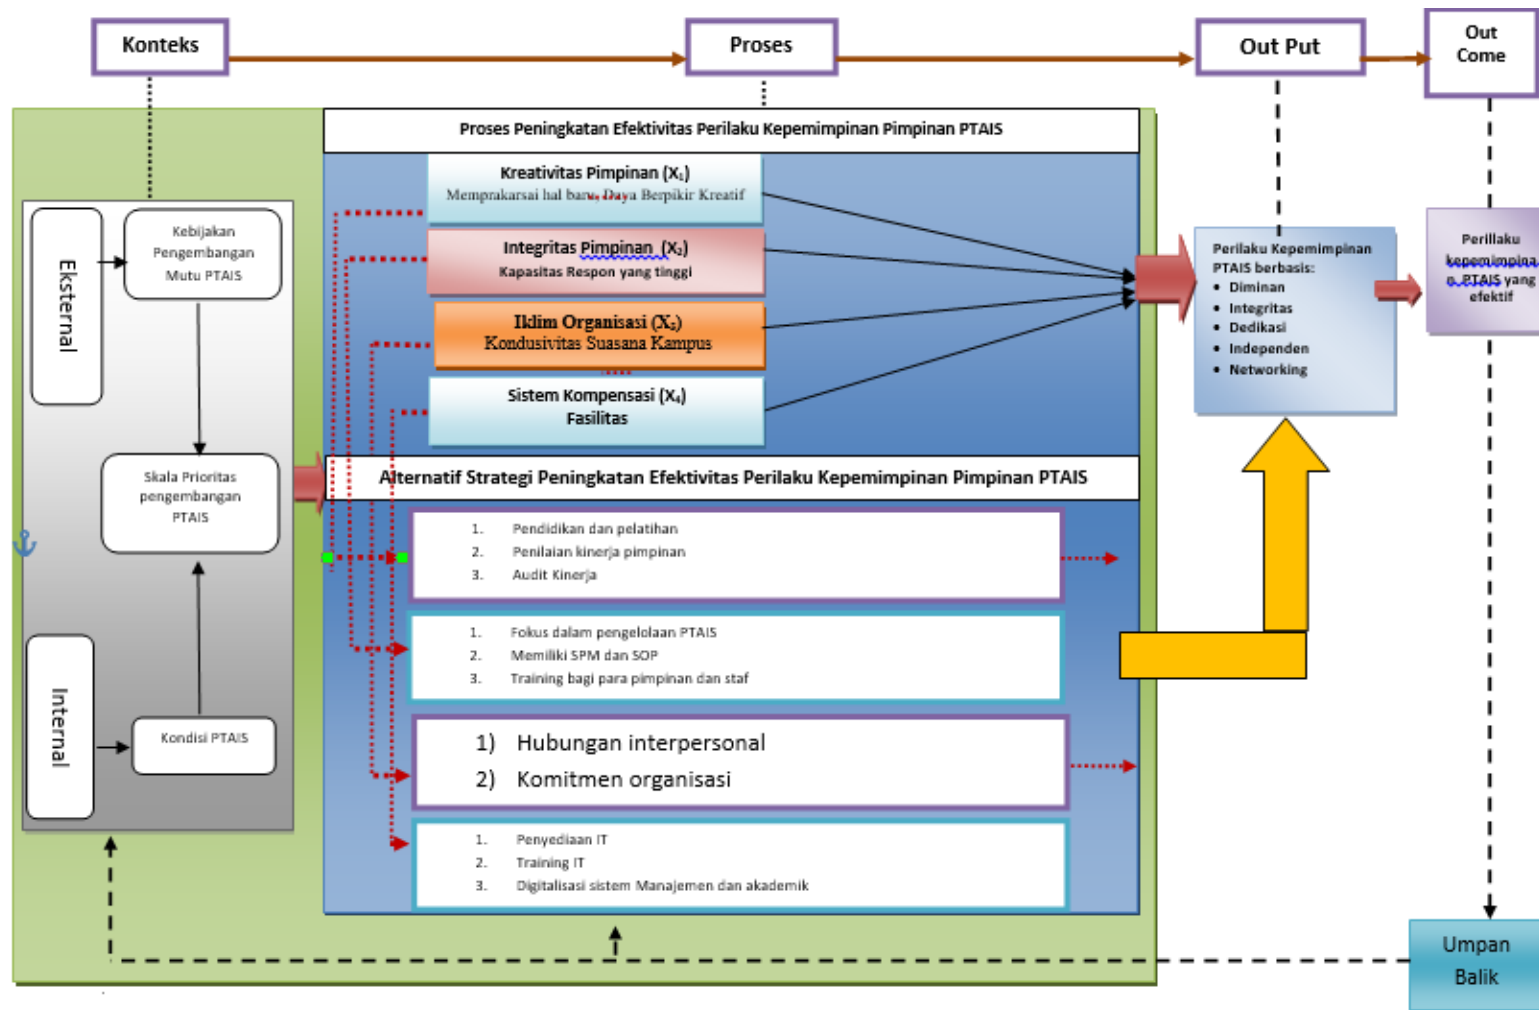 Konteks
Proses
Out Put
Out
Come
Proses Peningkatan Efektivitas Perilaku Kepemimpinan Pimpinan PTAIS
Eksternal
Kebijakan
Pengembangan
Mutu PTAIS
Skala Prioritas
pengembangan
PTAIS
Internal
Kondisi PTAIS
Kreativitas Pimpinan (X₁)
Memprakarsai hal baru, Daya Berpikir Kreatif
Integritas Pimpinan (X₂)
Kapasitas Respon yang tinggi
Iklim Organisasi (X₃)
Kondusivitas Suasana Kampus
Sistem Kompensasi (X₄)
Fasilitas
Alternatif Strategi Peningkatan Efektivitas Perilaku Kepemimpinan Pimpinan PTAIS
1. Pendidikan dan pelatihan
2. Penilaian kinerja pimpinan
3. Audit Kinerja
1. Fokus dalam pengelolaan PTAIS
2. Memiliki SPM dan SOP
3. Training bagi para pimpinan dan staf
1) Hubungan interpersonal
2) Komitmen organisasi
1. Penyediaan IT
2. Training IT
3. Digitalisasi sistem Manajemen dan akademik
Perilaku Kepemimpinan
PTAIS berbasis:
• Diminan
• Integritas
• Dedikasi
• Independen
• Networking
Perillaku
kepemimpina
n PTAIS yang
efektif
Umpan
Balik